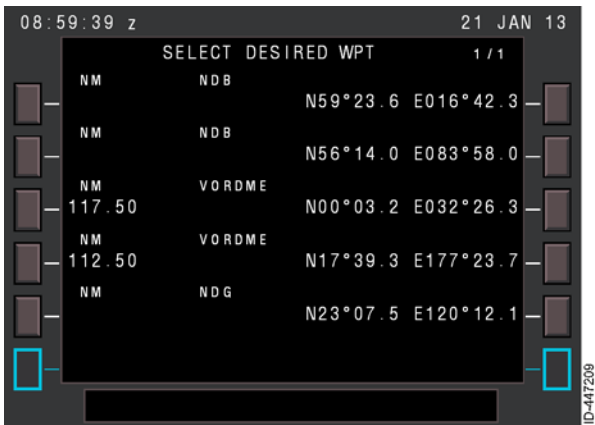 08:59:39 z 21 JAN 13
SELECT DESIRED WPT 1/1
NM NDB
N59°23.6 E016°42.3
NM NDB
N56°14.0 E083°58.0
NM VORDME
117.50 N00°03.2 E032°26.3
NM VORDME
112.50 N17°39.3 E177°23.7
NM NDG
N23°07.5 E120°12.1
ID-447209